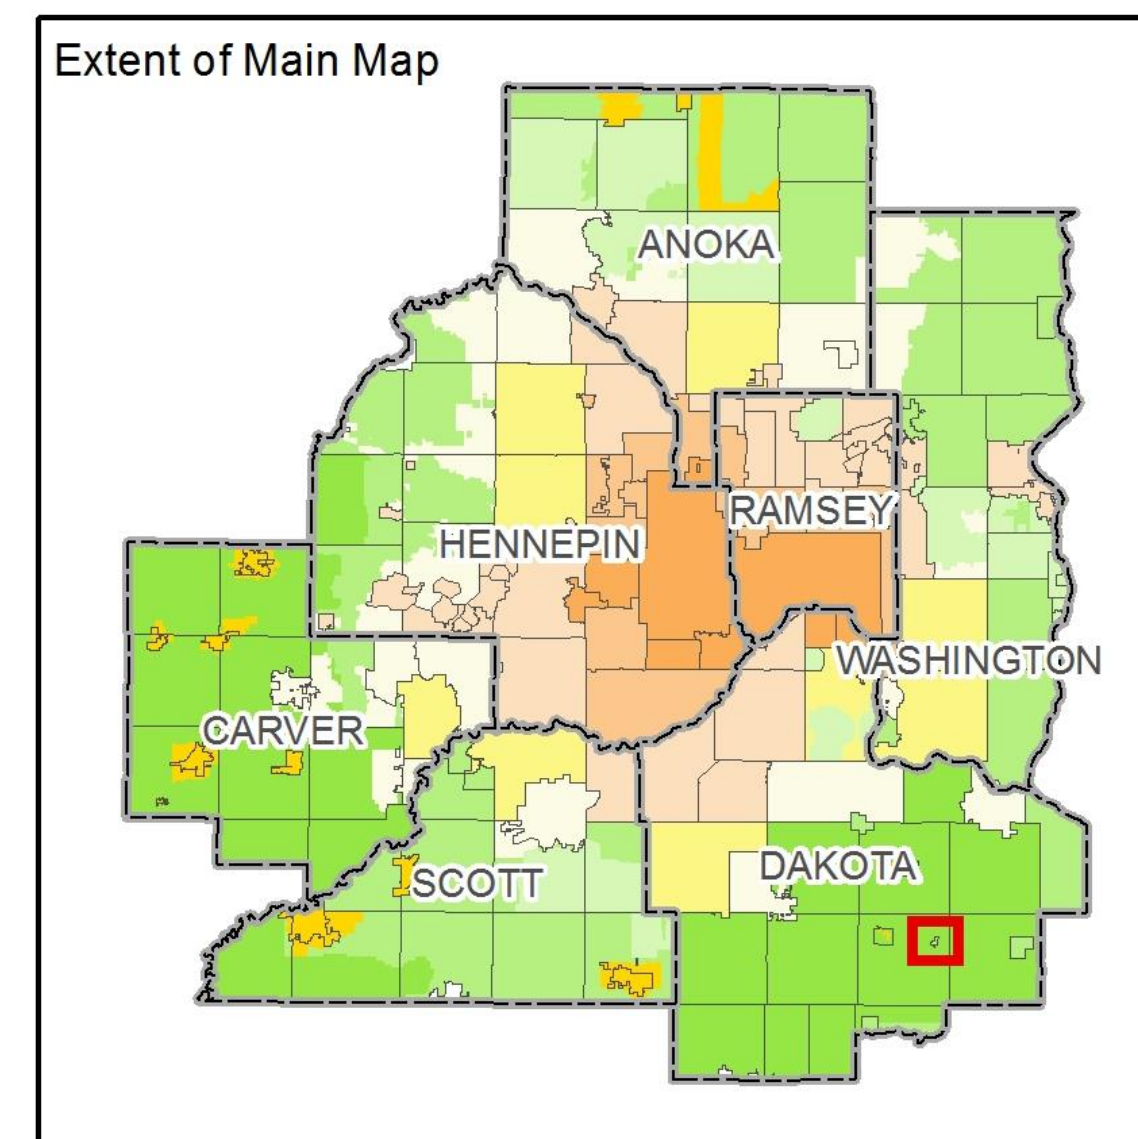 Extent of Main Map
ANOKA
RAMSEY
HENNEPIN
WASHINGTON
CARVER
DAKOTA
SCOTT